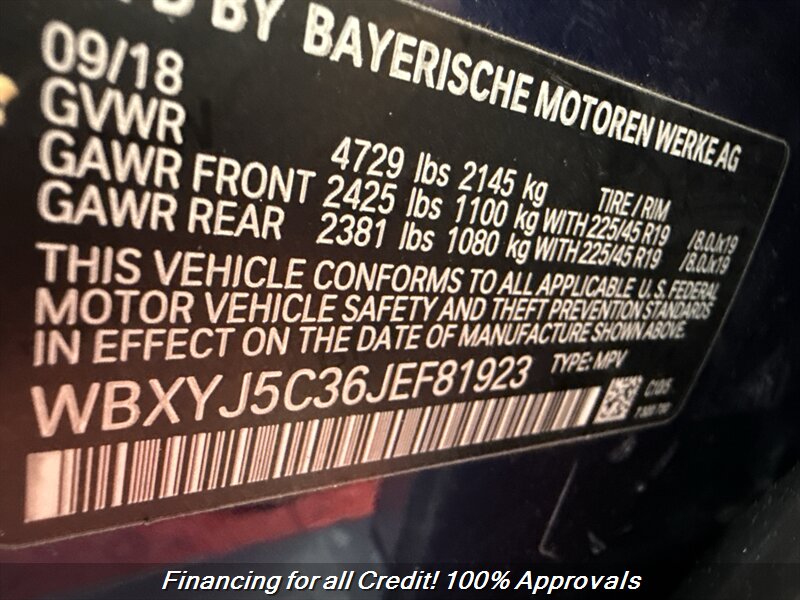 BY BAYERISCHE MOTOREN WERKE AG
09/18
GVWR 4729 lbs 2145 kg TIRE / RIM
GAWR FRONT 2425 lbs 1100 kg WITH 225/45 R19 /8.0Jx19
GAWR REAR 2381 lbs 1080 kg WITH 225/45 R19 /8.0Jx19
THIS VEHICLE CONFORMS TO ALL APPLICABLE U.S. FEDERAL
MOTOR VEHICLE SAFETY AND THEFT PREVENTION STANDARDS
IN EFFECT ON THE DATE OF MANUFACTURE SHOWN ABOVE.
WBXYJ5C36JEF81923 TYPE: MPV
Financing for all Credit! 100% Approvals